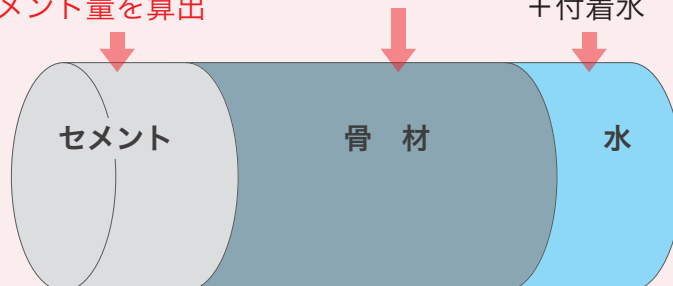 メント量を算出
＋付着水
セメント
骨　材
水